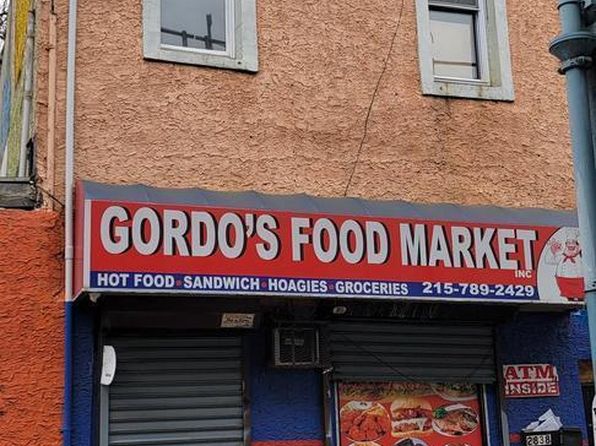 GORDO'S FOOD MARKET INC
HOT FOOD • SANDWICH • HOAGIES • GROCERIES 215-789-2429
ATM
INSIDE
2838